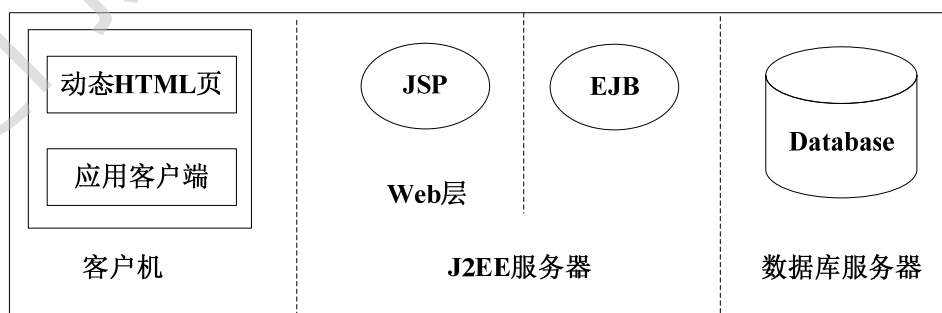 动态HTML页
应用客户端
客户机
JSP
EJB
Web层
J2EE服务器
Database
数据库服务器